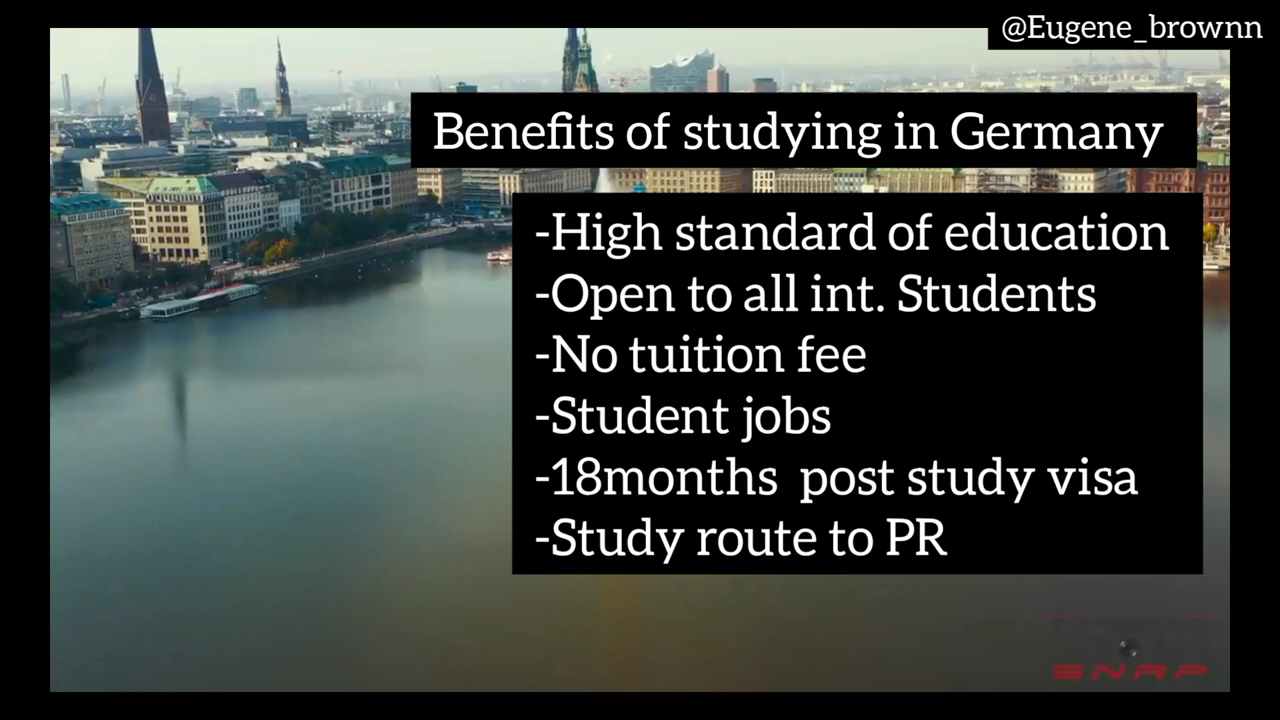 @Eugene_brownn
Benefits of studying in Germany
-High standard of education
-Open to all int. Students
-No tuition fee
-Student jobs
-18months  post study visa
-Study route to PR
SNAP